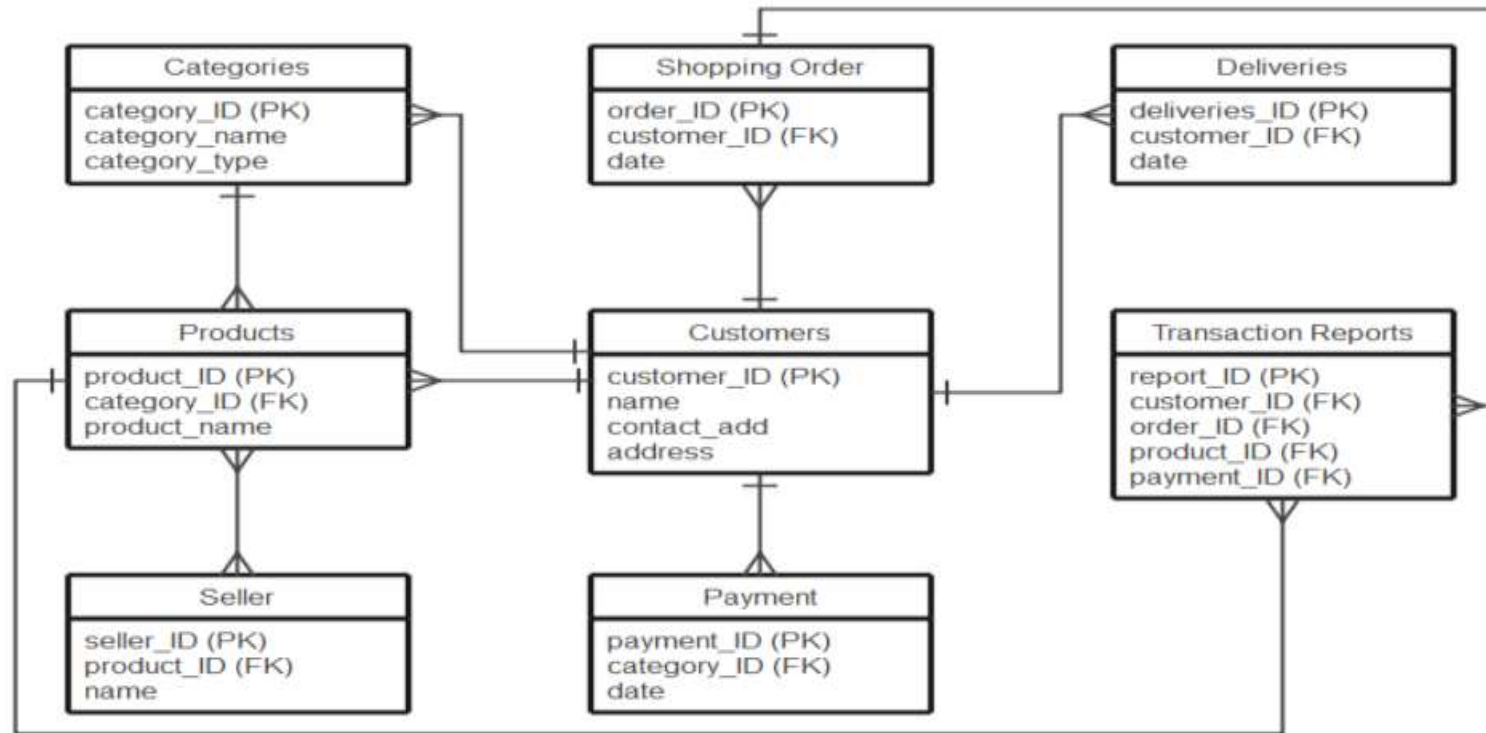 Categories
category_ID (PK)
category_name
category_type
Shopping Order
order_ID (PK)
customer_ID (FK)
date
Deliveries
deliveries_ID (PK)
customer_ID (FK)
date
Products
product_ID (PK)
category_ID (FK)
product_name
Customers
customer_ID (PK)
name
contact_add
address
Transaction Reports
report_ID (PK)
customer_ID (FK)
order_ID (FK)
product_ID (FK)
payment_ID (FK)
Seller
seller_ID (PK)
product_ID (FK)
name
Payment
payment_ID (PK)
category_ID (FK)
date